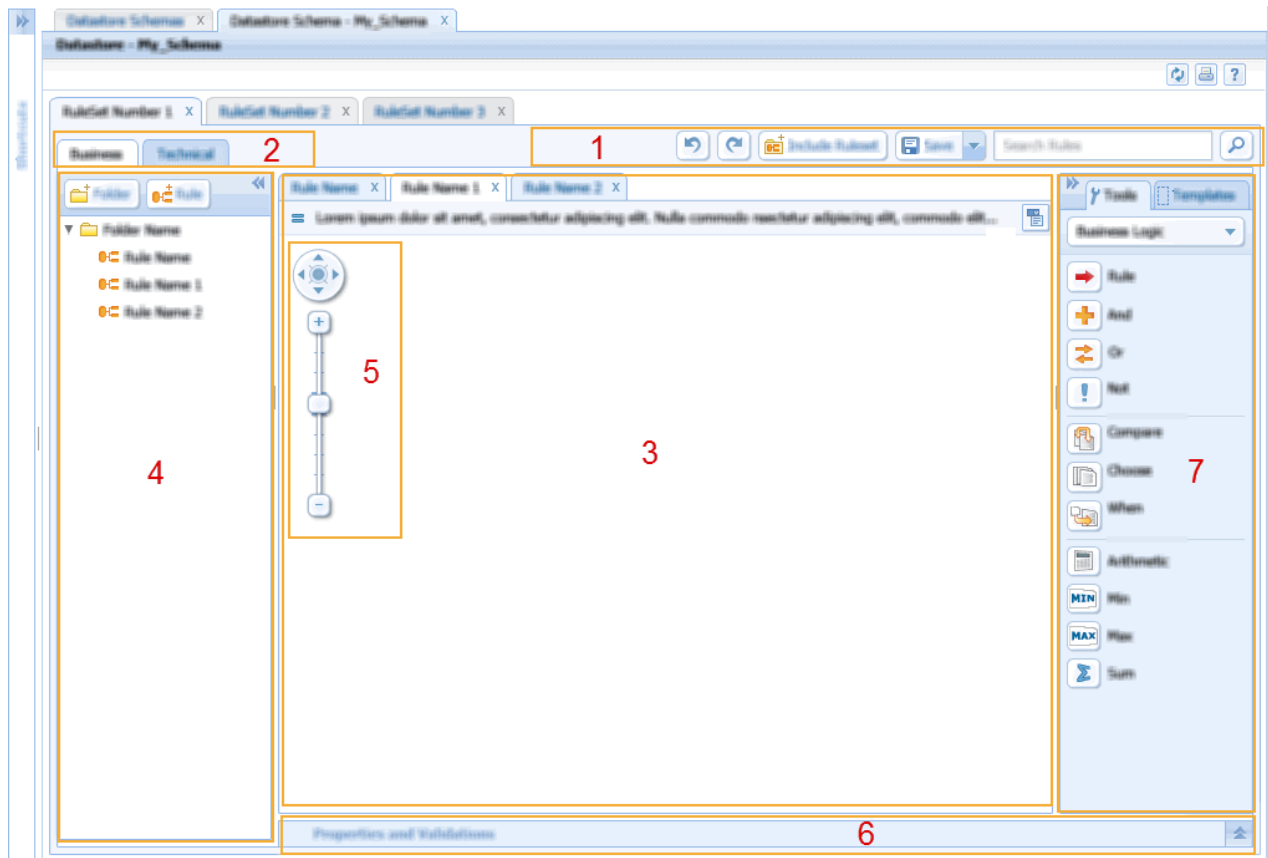 Datastore Schemas X Datastore Schema - My_Schema X
Datastore - My_Schema
?
Shortcuts
RuleSet Number 1 X RuleSet Number 2 X RuleSet Number 3 X
Business Technical 2
1 Include Ruleset Save Search Rules
Folder Rule
Folder Name
Rule Name
Rule Name 1
Rule Name 2
4
Rule Name X Rule Name 1 X Rule Name 2 X
= Lorem ipsum dolor sit amet, consectetur adipiscing elit. Nulla commodo adipiscing elit, commodo elit...
+
5
-
3
Tools Templates
Business Logic
Rule
And
Or
! Not
Compare
Choose
When
7
Arithmetic
MIN Min
MAX Max
Σ Sum
Properties and Validations 6